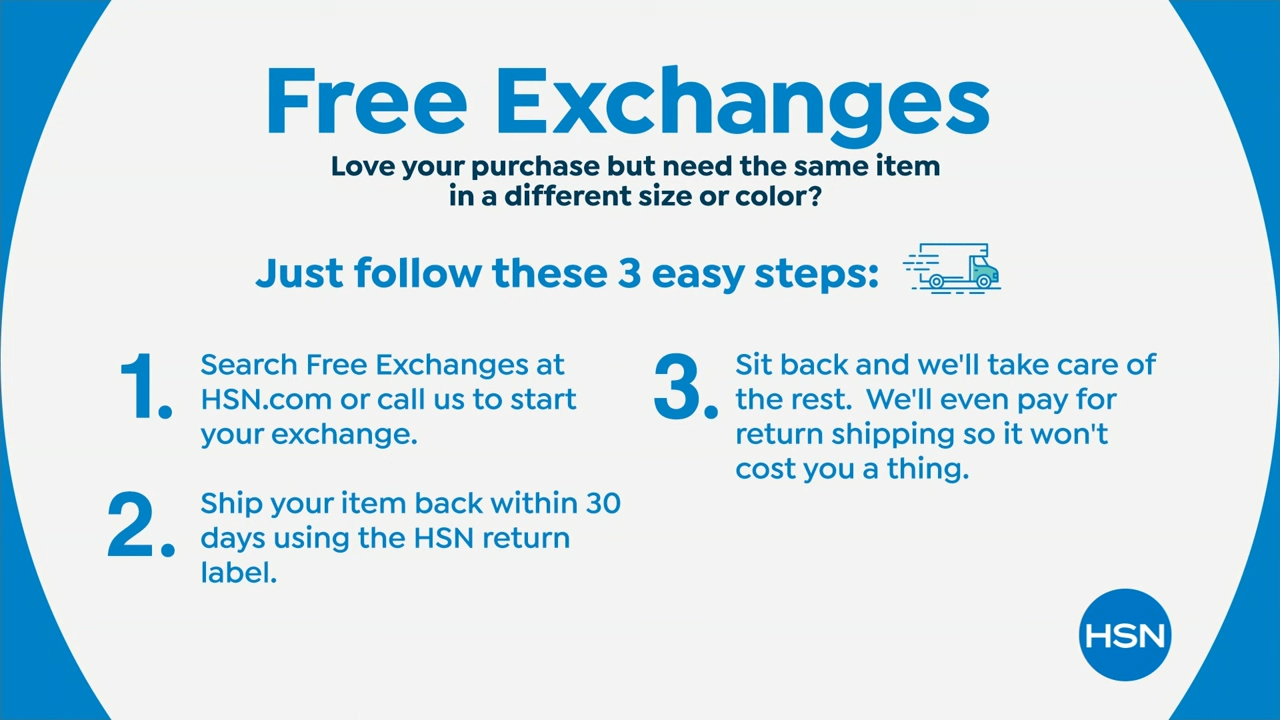 Free Exchanges
Love your purchase but need the same item
in a different size or color?
Just follow these 3 easy steps:
1. Search Free Exchanges at
HSN.com or call us to start
your exchange.
2. Ship your item back within 30
days using the HSN return
label.
3. Sit back and we'll take care of
the rest.  We'll even pay for
return shipping so it won't
cost you a thing.
HSN